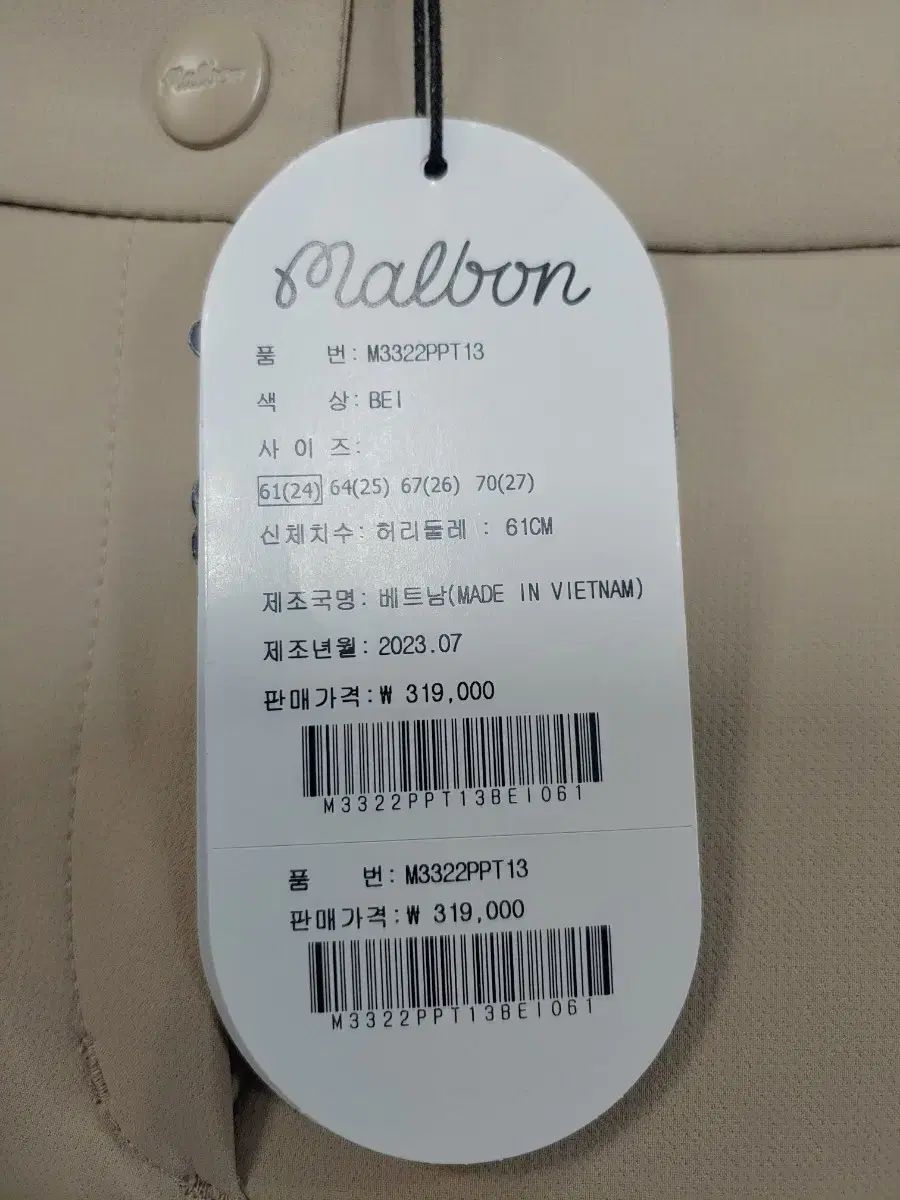 Malbon
Malbon
품 번: M3322PPT13
색 상: BEI
사 이 즈:
61(24) 64(25) 67(26) 70(27)
신체치수: 허리둘레 : 61CM
제조국명: 베트남(MADE IN VIETNAM)
제조년월: 2023.07
판매가격:₩ 319,000
M3322PPT13BEI061
품 번: M3322PPT13
판매가격:₩ 319,000
M3322PPT13BEI061